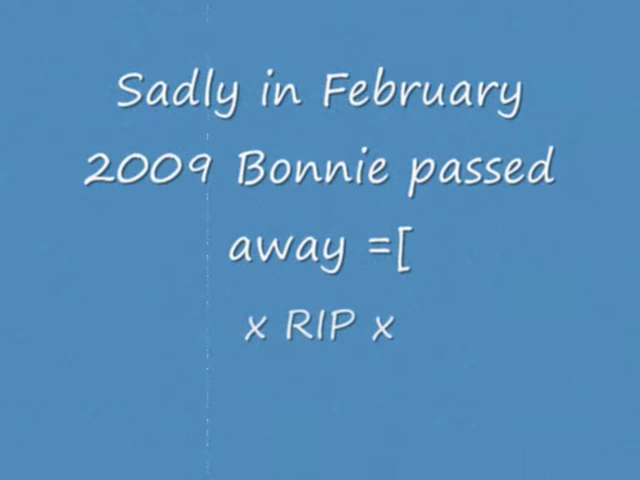 Sadly in February
2009 Bonnie passed
away =[
x RIP x